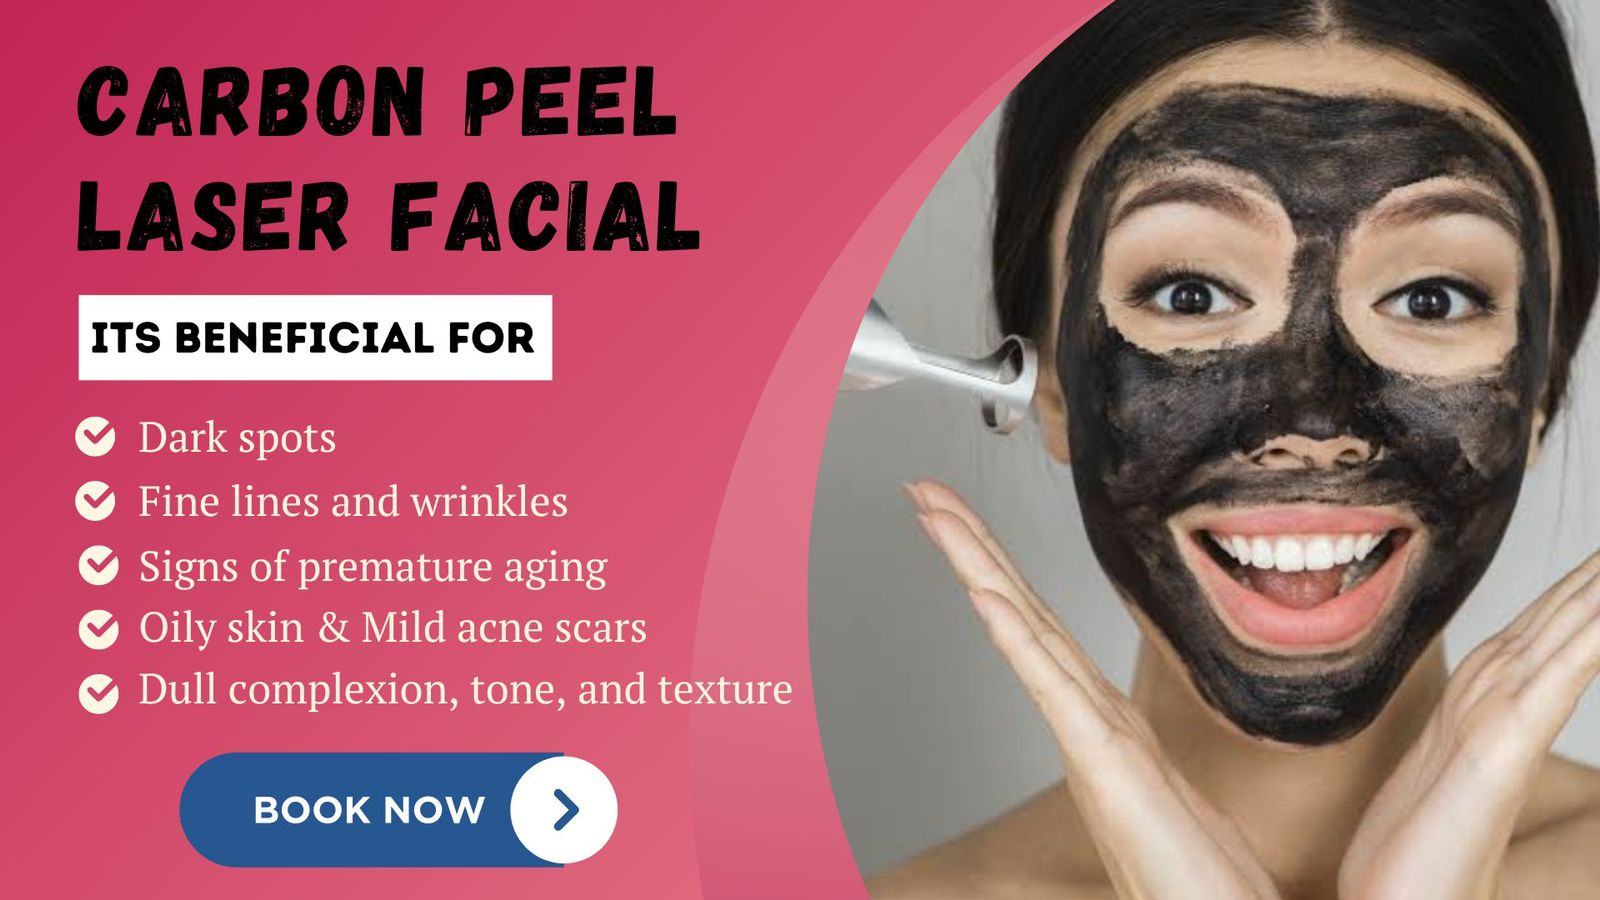 CARBON PEEL
LASER FACIAL
ITS BENEFICIAL FOR
Dark spots
Fine lines and wrinkles
Signs of premature aging
Oily skin & Mild acne scars
Dull complexion, tone, and texture
BOOK NOW